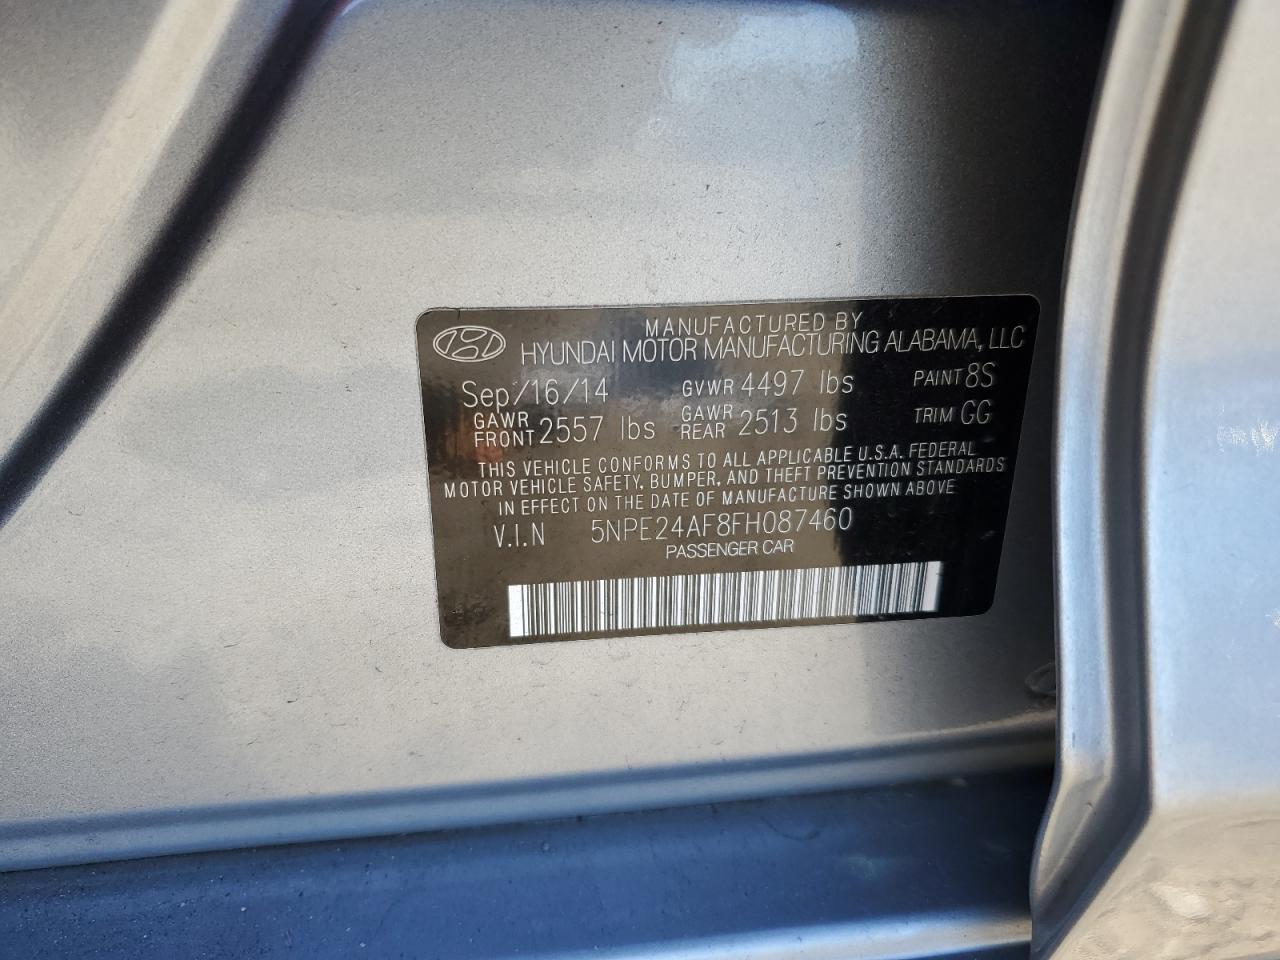 MANUFACTURED BY
HYUNDAI MOTOR MANUFACTURING ALABAMA, LLC
Sep/16/14 GVWR 4497 lbs PAINT 8S
GAWR FRONT 2557 lbs GAWR REAR 2513 lbs TRIM GG
THIS VEHICLE CONFORMS TO ALL APPLICABLE U.S.A. FEDERAL
MOTOR VEHICLE SAFETY, BUMPER, AND THEFT PREVENTION STANDARDS
IN EFFECT ON THE DATE OF MANUFACTURE SHOWN ABOVE
V.I.N 5NPE24AF8FH087460
PASSENGER CAR